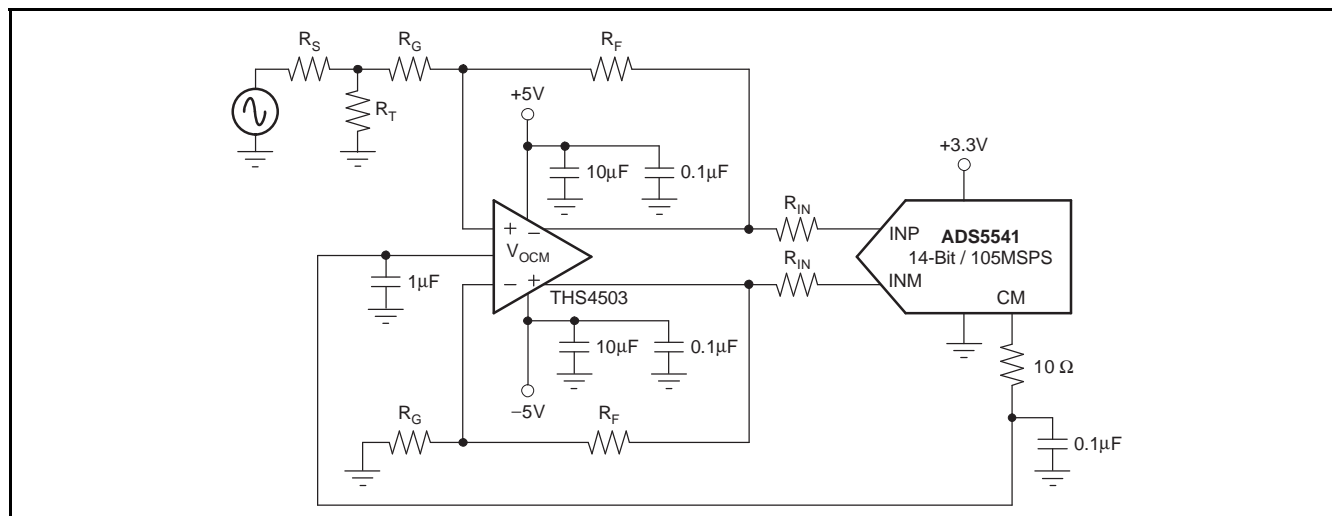 R_S
R_G
R_F
R_T
+5V
10μF
0.1μF
+3.3V
R_IN
INP
ADS5541
14-Bit / 105MSPS
+
−
V_OCM
R_IN
INM
1μF
−
+
THS4503
CM
10μF
0.1μF
10 Ω
−5V
R_G
R_F
0.1μF